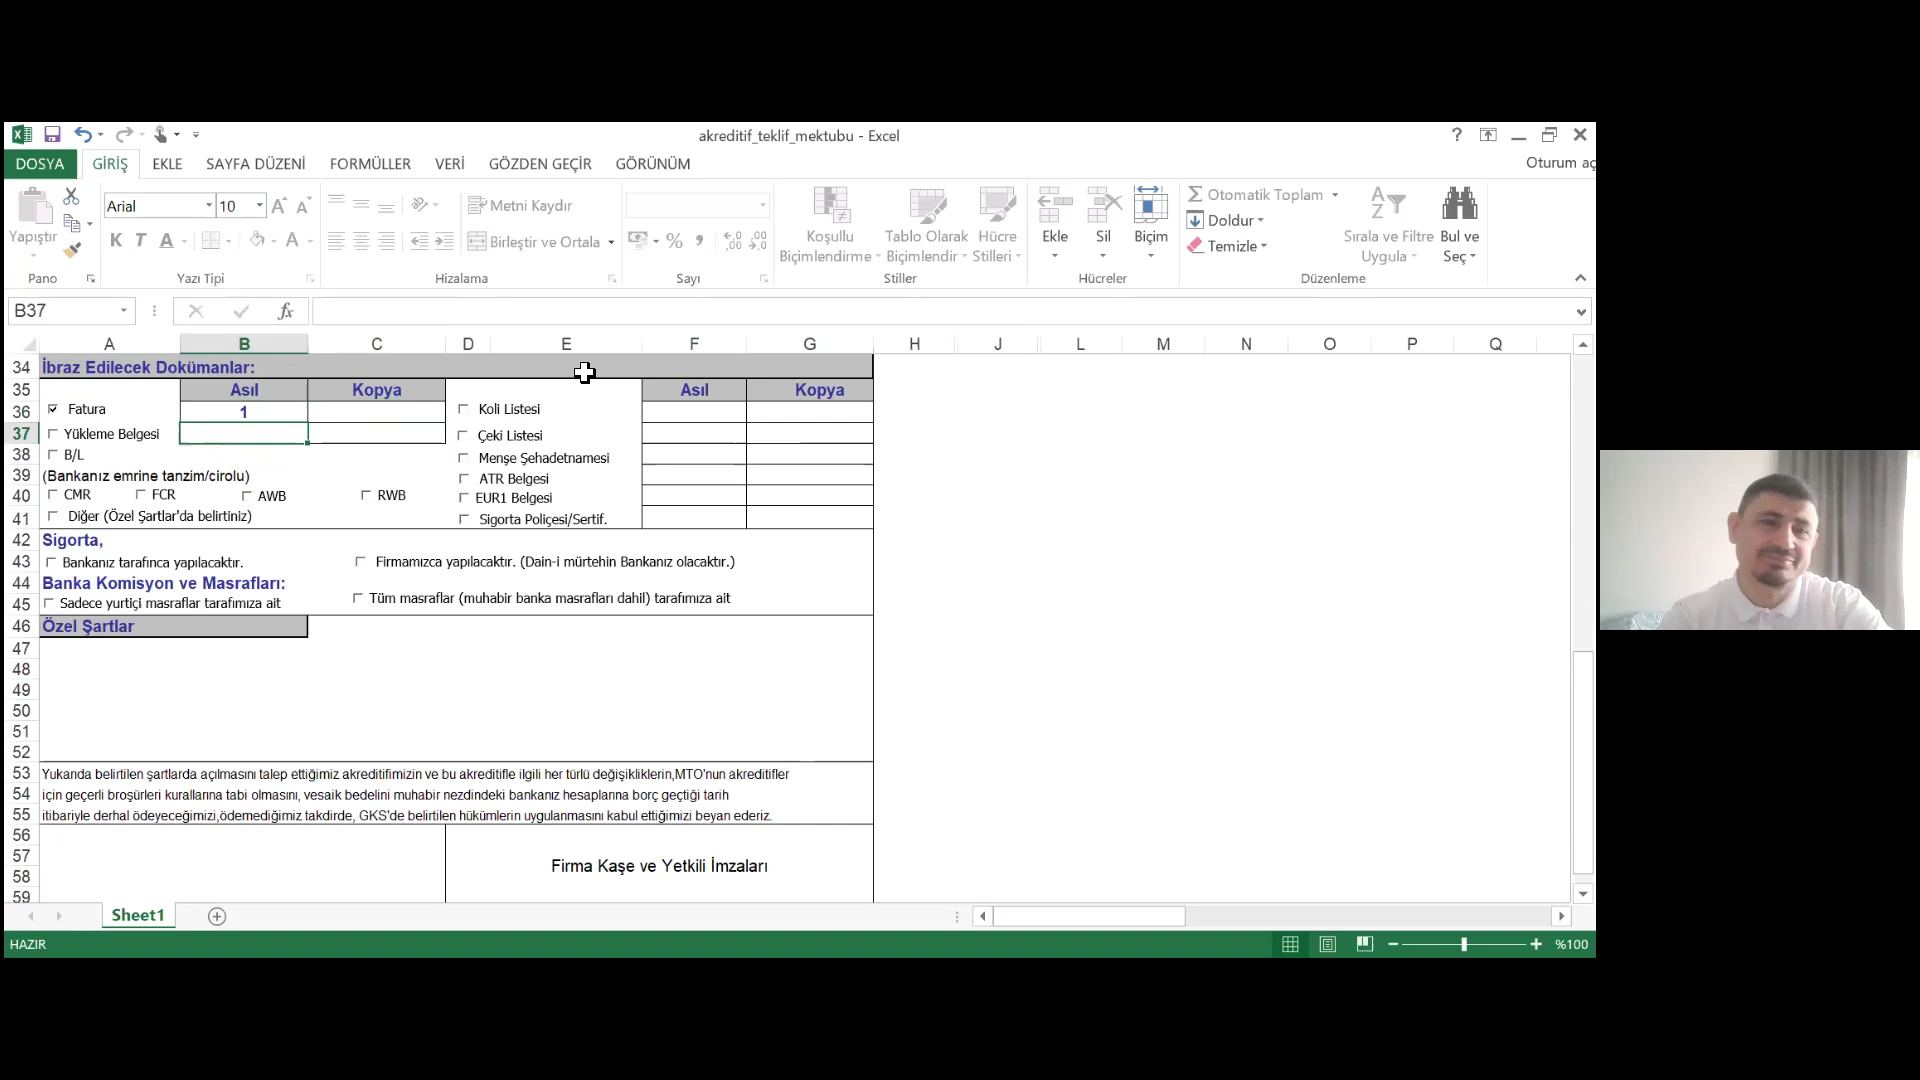 akreditif_teklif_mektubu - Excel
DOSYA GİRİŞ EKLE SAYFA DÜZENİ FORMÜLLER VERİ GÖZDEN GEÇİR GÖRÜNÜM Oturum aç
Yapıştır
Arial 10
K T A
Metni Kaydır
Birleştir ve Ortala
Koşullu Biçimlendirme
Tablo Olarak Biçimlendir
Hücre Stilleri
Ekle Sil Biçim
Otomatik Toplam
Doldur
Temizle
Sırala ve Filtre Uygula
Bul ve Seç
Pano Yazı Tipi Hizalama Sayı Stiller Hücreler Düzenleme
B37 fx
A B C D E F G H J K L M N O P Q
34 İbraz Edilecek Dokümanlar:
35 Asıl Kopya Asıl Kopya
36 Fatura 1 Koli Listesi
37 Yükleme Belgesi Çeki Listesi
38 B/L Menşe Şehadetnamesi
39 (Bankanız emrine tanzim/cirolu) ATR Belgesi
40 CMR FCR AWB RWB EUR1 Belgesi
41 Diğer (Özel Şartlar'da belirtiniz) Sigorta Poliçesi/Sertif.
42 Sigorta,
43 Bankanız tarafınca yapılacaktır. Firmamızca yapılacaktır. (Dain-i mürtehin Bankanız olacaktır.)
44 Banka Komisyon ve Masrafları:
45 Sadece yurtiçi masraflar tarafımıza ait Tüm masraflar (muhabir banka masrafları dahil) tarafımıza ait
46 Özel Şartlar
47
48
49
50
51
52
53 Yukarıda belirtilen şartlarda açılmasını talep ettiğimiz akreditifimizin ve bu akreditifle ilgili her türlü değişikliklerin,MTO'nun akreditifler
54 için geçerli broşürleri kurallarına tabi olmasını, vesaik bedelini muhabir nezdindeki bankanız hesaplarına borç geçtiği tarih
55 itibariyle derhal ödeyeceğimizi,ödemediğimiz takdirde, GKS'de belirtilen hükümlerin uygulanmasını kabul ettiğimizi beyan ederiz.
56
57 Firma Kaşe ve Yetkili İmzaları
58
59
Sheet1
HAZIR %100